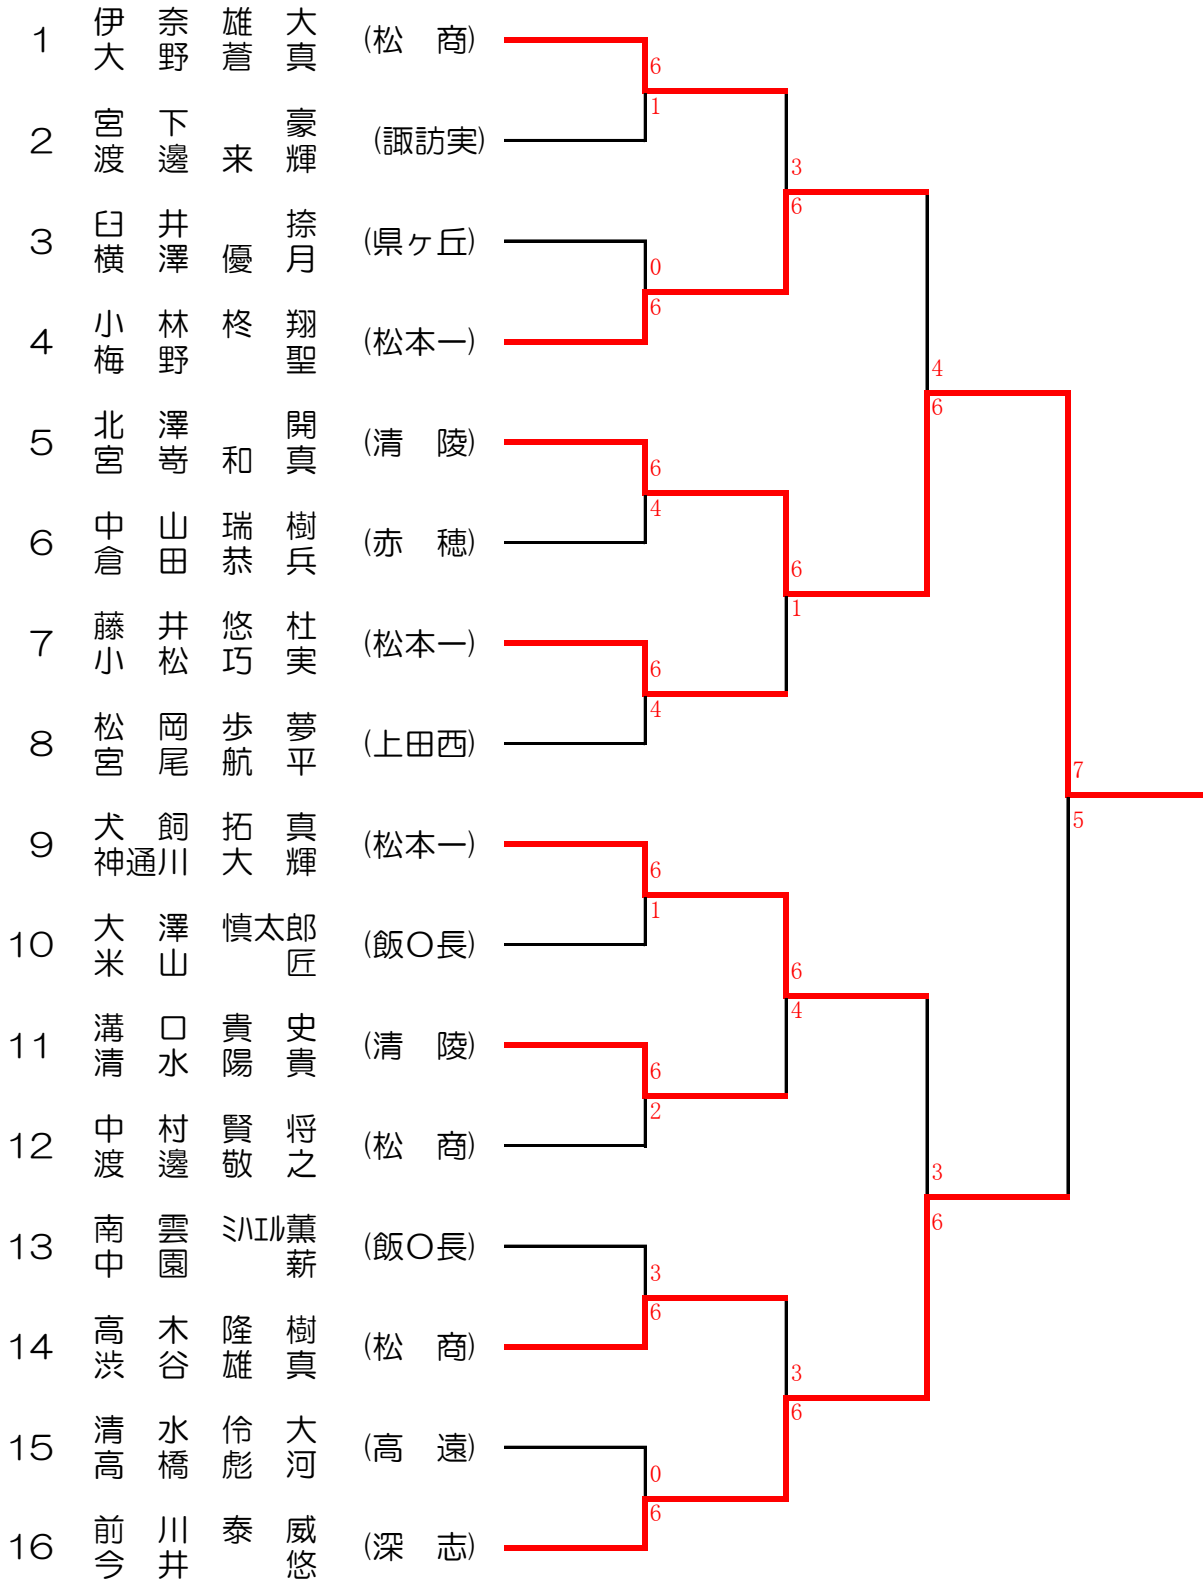 1 伊奈雄大 (松商)
大野蒼真
6
1
2 宮下豪 (諏訪実)
渡邊来輝
3
6
3 臼井捺 (県ヶ丘)
横澤優月
0
6
4 小林柊翔 (松本一)
梅野聖
4
6
5 北澤開 (清陵)
宮嵜和真
6
4
6 中山瑞樹 (赤穂)
倉田恭兵
6
1
7 藤井悠杜 (松本一)
小松巧実
6
4
8 松岡歩夢 (上田西)
宮尾航平
7
5
9 犬飼拓真 (松本一)
神通川大輝
6
1
10 大澤慎太郎 (飯O長)
米山匠
6
4
11 溝口貴史 (清陵)
清水陽貴
6
2
12 中村賢将 (松商)
渡邊敬之
3
6
13 南雲ミハエル薫 (飯O長)
中園薪
3
6
14 高木隆樹 (松商)
渋谷雄真
3
6
15 清水伶大 (高遠)
高橋彪河
0
6
16 前川泰威 (深志)
今井悠